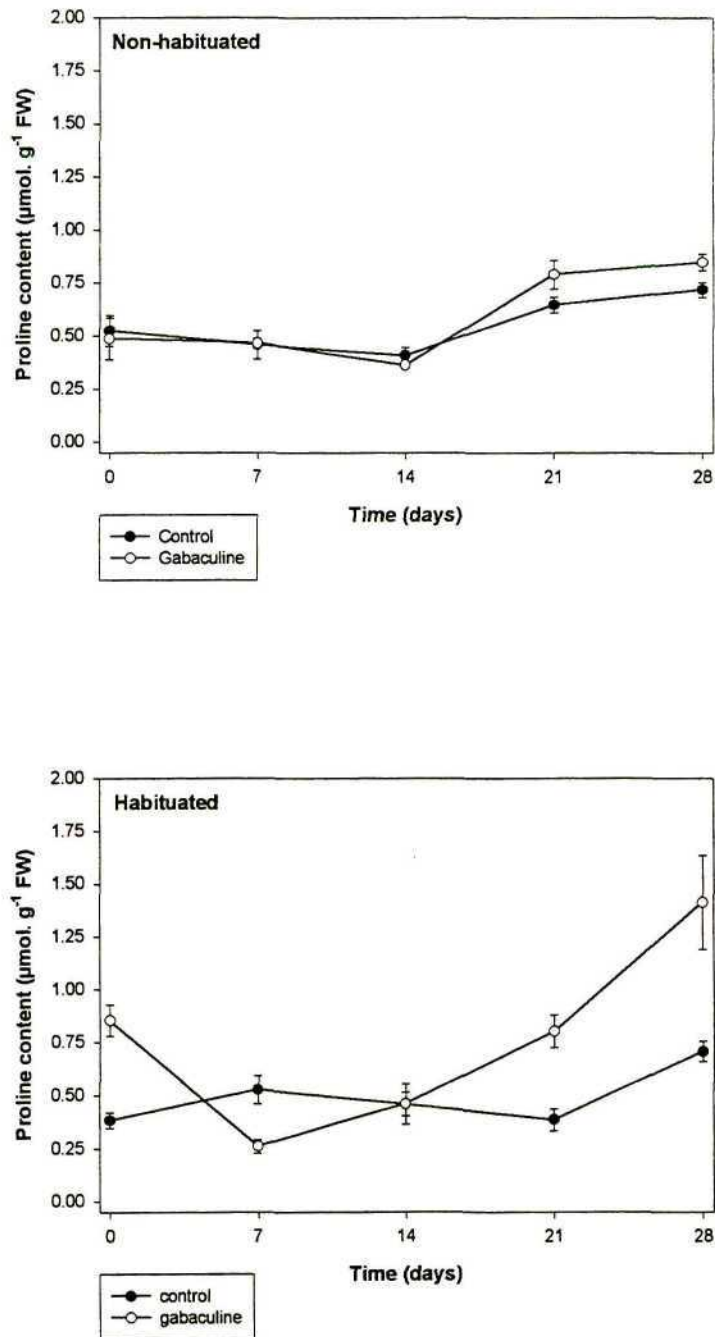 2.00
Non-habituated
1.75
1.50
1.25
1.00
0.75
0.50
0.25
0.00
Proline content (µmol. g⁻¹ FW)
0 7 14 21 28
Time (days)
Control
Gabaculine
2.00
Habituated
1.75
1.50
1.25
1.00
0.75
0.50
0.25
0.00
Proline content (µmol. g⁻¹ FW)
0 7 14 21 28
Time (days)
control
gabaculine